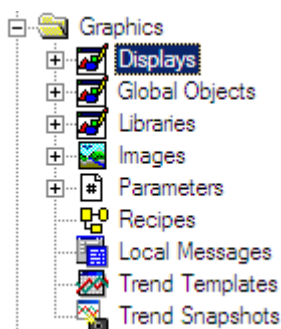 Graphics
Displays
Global Objects
Libraries
Images
Parameters
Recipes
Local Messages
Trend Templates
Trend Snapshots